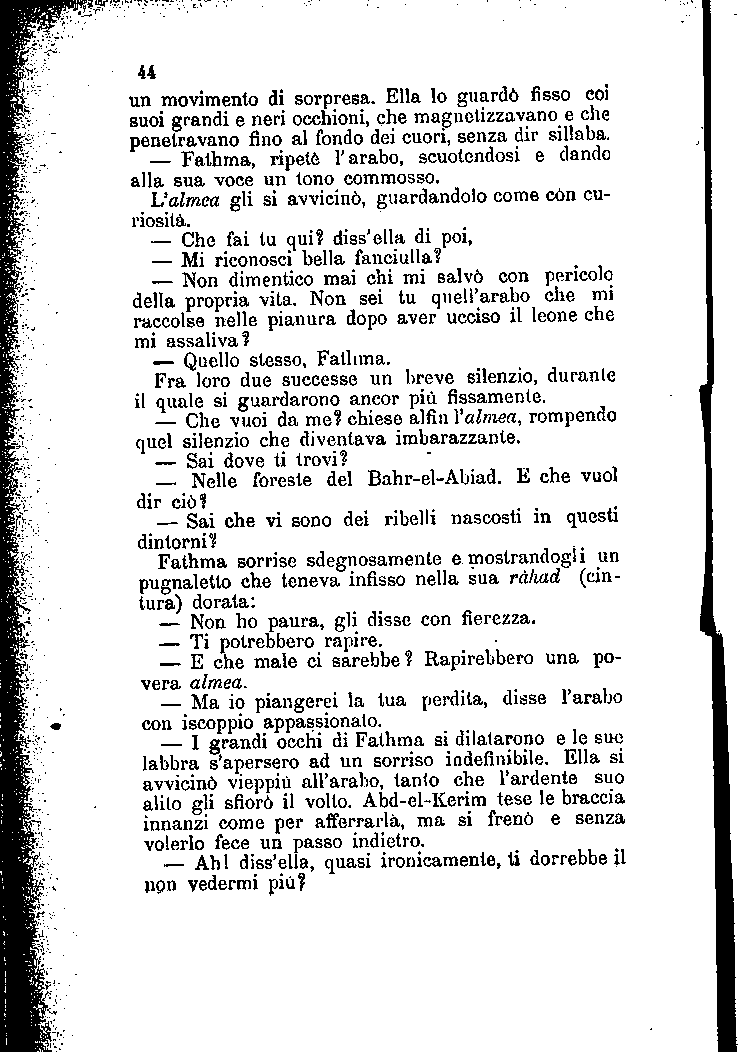 44
un movimento di sorpresa. Ella lo guardò fisso coi
suoi grandi e neri occhioni, che magnetizzavano e che
penetravano fino al fondo dei cuori, senza dir sillaba.
— Fathma, ripetè l'arabo, scuotendosi e dando
alla sua voce un tono commosso.
L'almea gli si avvicinò, guardandolo come còn cu-
riosità.
— Che fai tu qui? diss'ella di poi,
— Mi riconosci bella fanciulla?
— Non dimentico mai chi mi salvò con pericolo
della propria vita. Non sei tu quell'arabo che mi
raccolse nelle pianura dopo aver ucciso il leone che
mi assaliva?
— Quello stesso, Fathma.
Fra loro due successe un breve silenzio, durante
il quale si guardarono ancor più fissamente.
— Che vuoi da me? chiese alfin l'almea, rompendo
quel silenzio che diventava imbarazzante.
— Sai dove ti trovi?
— Nelle foreste del Bahr-el-Abiad. E che vuol
dir ciò?
— Sai che vi sono dei ribelli nascosti in questi
dintorni?
Fathma sorrise sdegnosamente e mostrandogli un
pugnaletto che teneva infisso nella sua ràhad (cin-
tura) dorata:
— Non ho paura, gli disse con fierezza.
— Ti potrebbero rapire.
— E che male ci sarebbe? Rapirebbero una po-
vera almea.
— Ma io piangerei la tua perdita, disse l'arabo
con iscoppio appassionato.
— I grandi occhi di Fathma si dilatarono e le sue
labbra s'apersero ad un sorriso indefinibile. Ella si
avvicinò vieppiù all'arabo, tanto che l'ardente suo
alito gli sfiorò il volto. Abd-el-Kerim tese le braccia
innanzi come per afferrarla, ma si frenò e senza
volerlo fece un passo indietro.
— Ah! diss'ella, quasi ironicamente, ti dorrebbe il
non vedermi più?